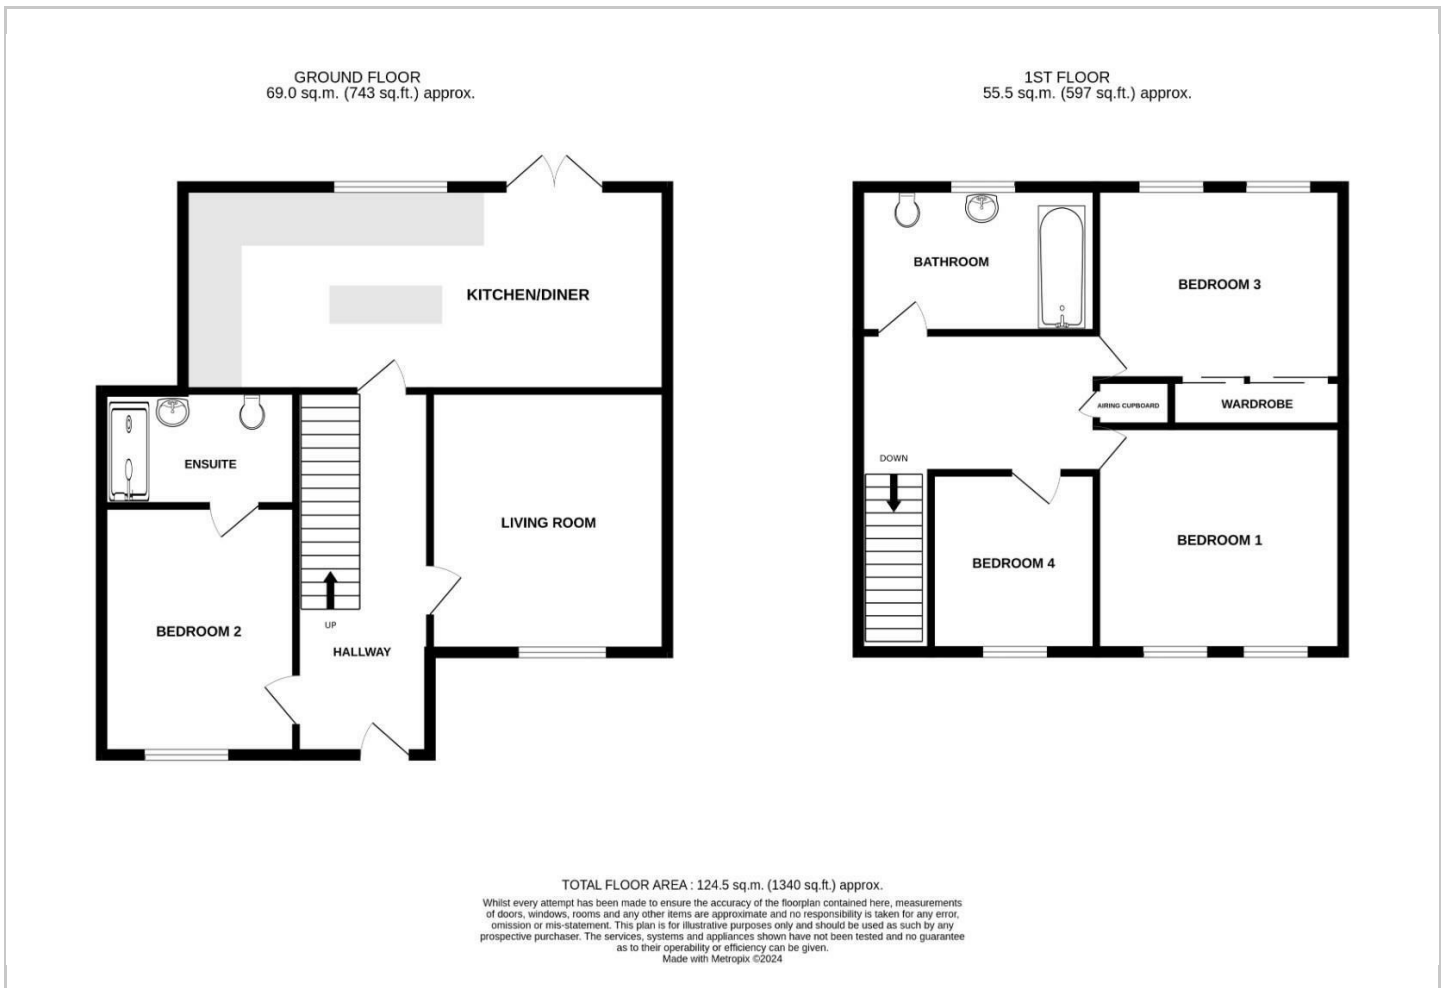 GROUND FLOOR
69.0 sq.m. (743 sq.ft.) approx.
KITCHEN/DINER
ENSUITE
LIVING ROOM
BEDROOM 2
UP
HALLWAY
1ST FLOOR
55.5 sq.m. (597 sq.ft.) approx.
BATHROOM
BEDROOM 3
AIRING CUPBOARD
WARDROBE
DOWN
BEDROOM 1
BEDROOM 4
TOTAL FLOOR AREA : 124.5 sq.m. (1340 sq.ft.) approx.
Whilst every attempt has been made to ensure the accuracy of the floorplan contained here, measurements
of doors, windows, rooms and any other items are approximate and no responsibility is taken for any error,
omission or mis-statement. This plan is for illustrative purposes only and should be used as such by any
prospective purchaser. The services, systems and appliances shown have not been tested and no guarantee
as to their operability or efficiency can be given.
Made with Metropix ©2024